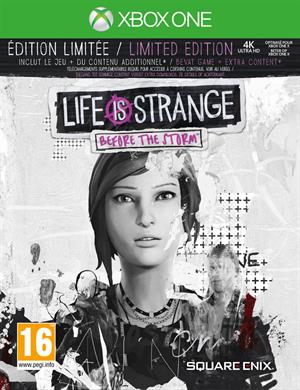 XBOX ONE
ÉDITION LIMITÉE / LIMITED EDITION
4K
ULTRA HD
INCLUT LE JEU + DU CONTENU ADDITIONNEL* / BEVAT GAME + EXTRA CONTENT*
LIFE IS STRANGE
BEFORE THE STORM
16
www.pegi.info
SQUARE ENIX